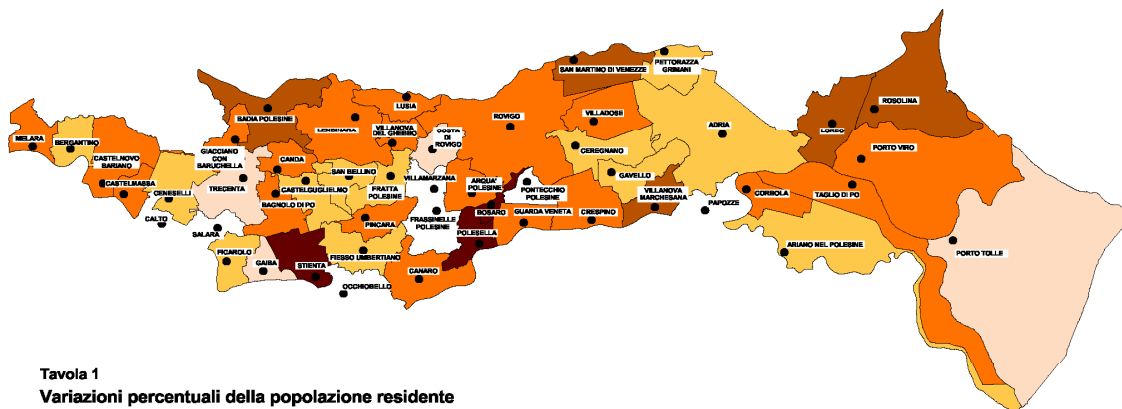 SAN MARTINO DI VENEZZE
PETTORAZZA
GRIMANI
BADIA POLESINE
LUSIA
ROVIGO
VILLADOSE
ROSOLINA
LOREO
ADRIA
MELARA
BERGANTINO
GIACCIANO
CON
BARUCHELLA
VILLANOVA
DEL GHEBBO
COSTA
DI
ROVIGO
CEREGNANO
PORTO VIRO
CASTELNOVO
BARIANO
CANDA
SAN BELLINO
CASTELMASSA
CENESELLI
TRECENTA
CASTELGUGLIELMO
FRATTA
POLESINE
VILLAMARZANA
ARQUA'
POLESINE
PONTECCHIO
POLESINE
GAVELLO
VILLANOVA
MARCHESANA
CORBOLA
TAGLIO DI PO
BAGNOLO DI PO
CALTO
PINCARA
FRASSINELLE
POLESINE
BOSARO
GUARDA VENETA
CRESPINO
PAPOZZE
SALARA
POLESELLA
ARIANO NEL POLESINE
PORTO TOLLE
FICAROLO
GAIBA
STIENTA
FIESSO UMBERTIANO
CANARO
OCCHIOBELLO
Tavola 1
Variazioni percentuali della popolazione residente